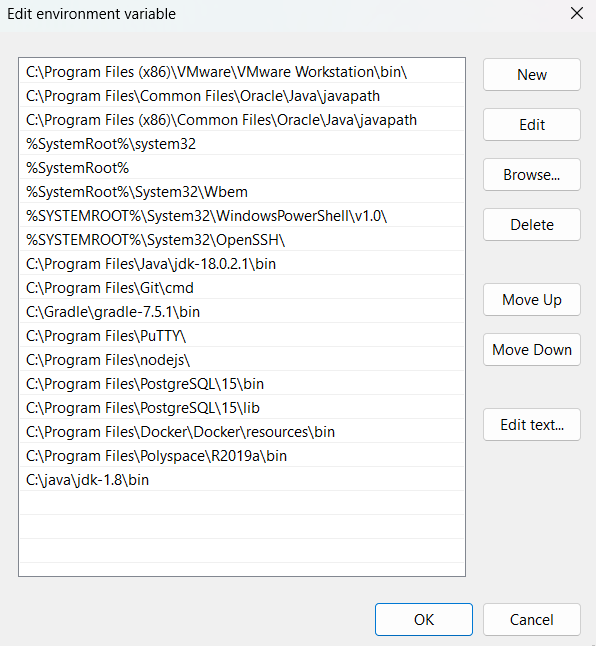 Edit environment variable
C:\Program Files (x86)\VMware\VMware Workstation\bin\
C:\Program Files\Common Files\Oracle\Java\javapath
C:\Program Files (x86)\Common Files\Oracle\Java\javapath
%SystemRoot%\system32
%SystemRoot%
%SystemRoot%\System32\Wbem
%SYSTEMROOT%\System32\WindowsPowerShell\v1.0\
%SYSTEMROOT%\System32\OpenSSH\
C:\Program Files\Java\jdk-18.0.2.1\bin
C:\Program Files\Git\cmd
C:\Gradle\gradle-7.5.1\bin
C:\Program Files\PuTTY\
C:\Program Files\nodejs\
C:\Program Files\PostgreSQL\15\bin
C:\Program Files\PostgreSQL\15\lib
C:\Program Files\Docker\Docker\resources\bin
C:\Program Files\Polyspace\R2019a\bin
C:\java\jdk-1.8\bin
New
Edit
Browse...
Delete
Move Up
Move Down
Edit text...
OK
Cancel